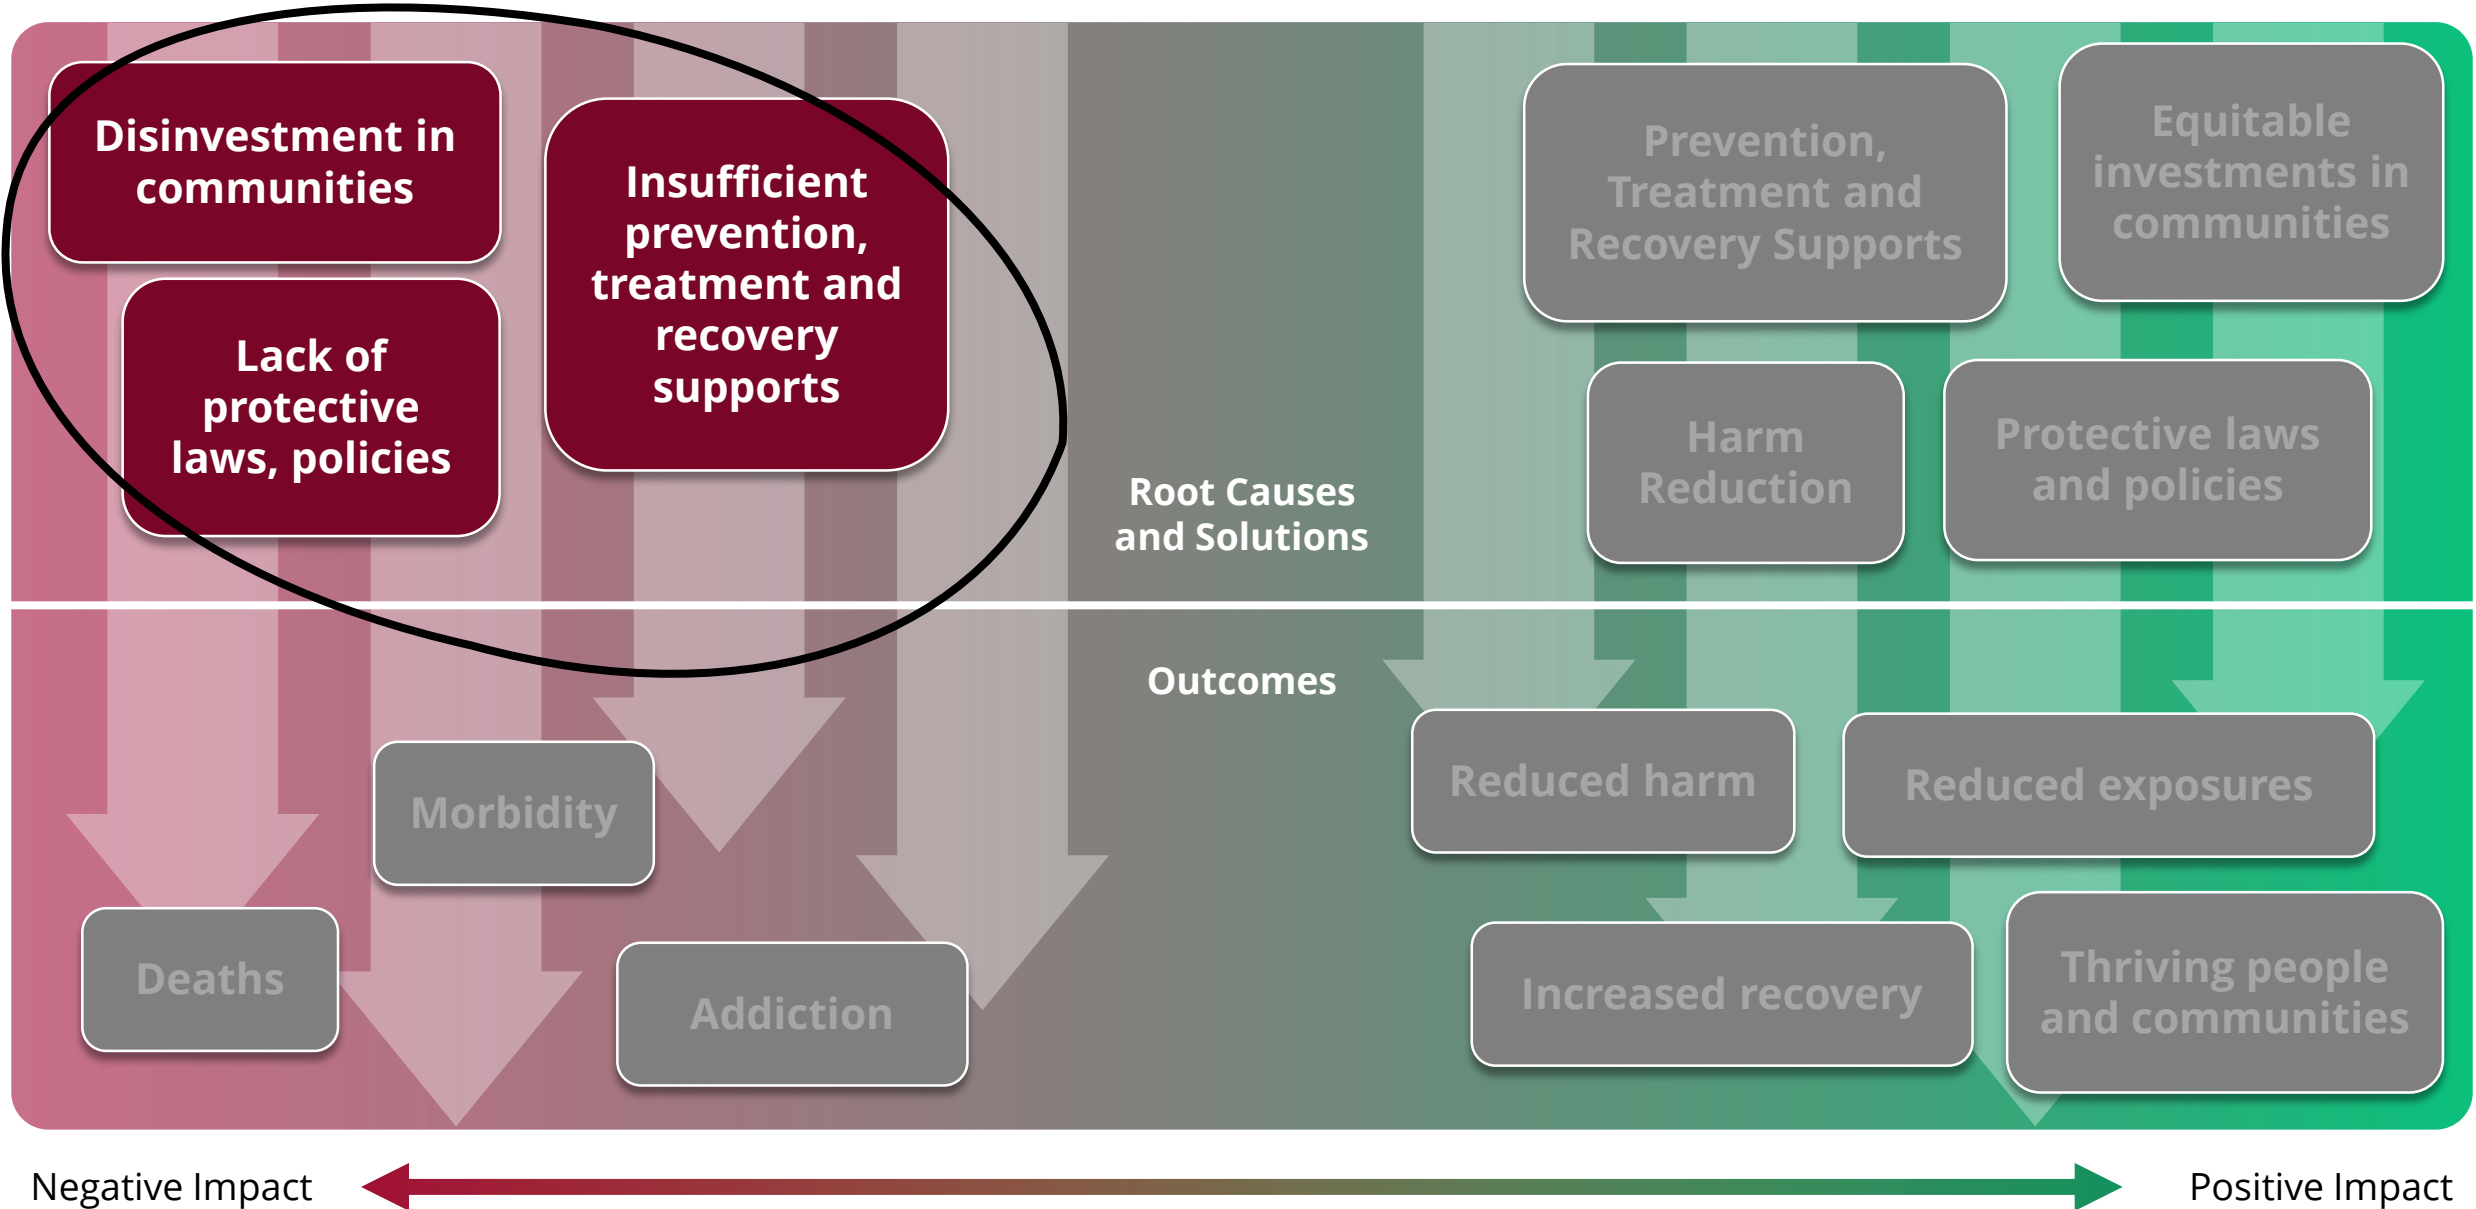 Disinvestment in
communities
Lack of
protective
laws, policies
Insufficient
prevention,
treatment and
recovery
supports
Root Causes
and Solutions
Prevention,
Treatment and
Recovery Supports
Equitable
investments in
communities
Harm
Reduction
Protective laws
and policies
Outcomes
Morbidity
Deaths
Addiction
Reduced harm
Reduced exposures
Increased recovery
Thriving people
and communities
Negative Impact
Positive Impact